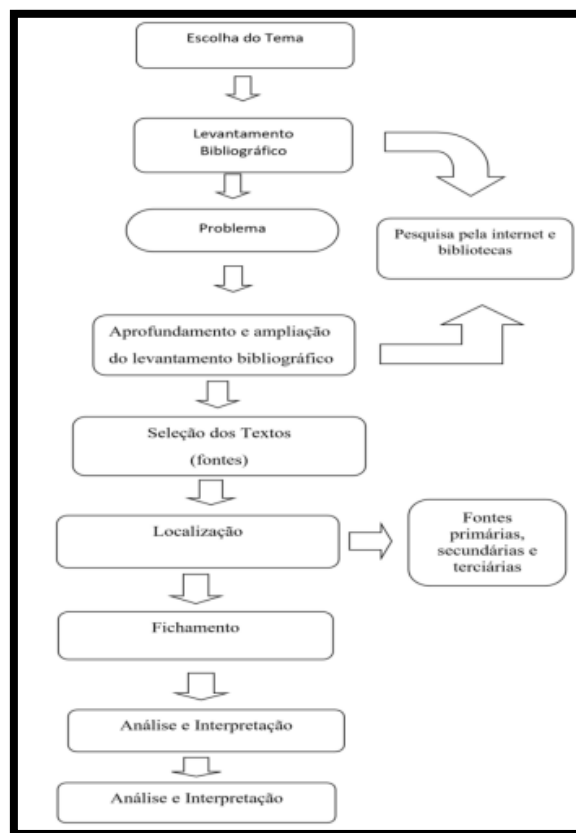 Escolha do Tema
Levantamento
Bibliográfico
Problema
Pesquisa pela internet e
bibliotecas
Aprofundamento e ampliação
do levantamento bibliográfico
Seleção dos Textos
(fontes)
Localização
Fontes
primárias,
secundárias e
terciárias
Fichamento
Análise e Interpretação
Análise e Interpretação